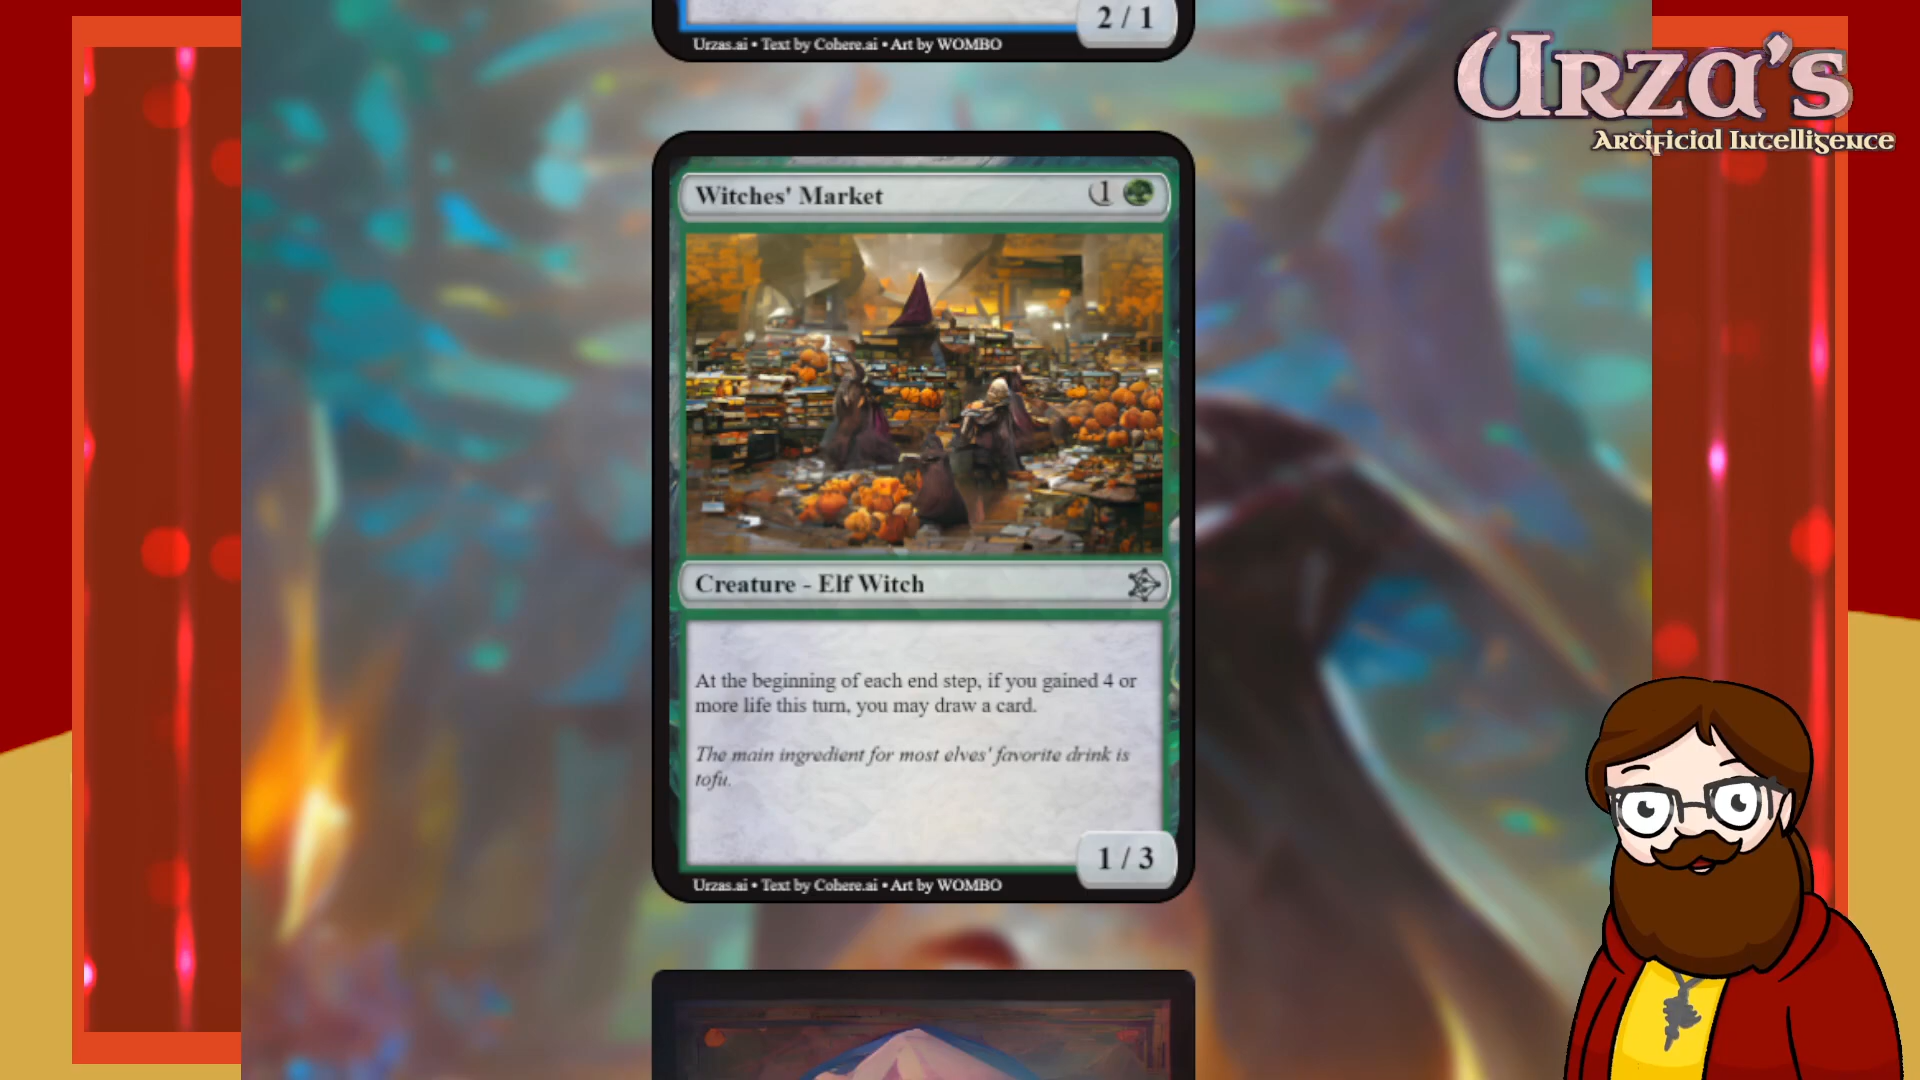 2 / 1
Urzas.ai • Text by Cohere.ai • Art by WOMBO
Urza's
Artificial Intelligence
Witches' Market 1
Creature - Elf Witch
At the beginning of each end step, if you gained 4 or
more life this turn, you may draw a card.
The main ingredient for most elves' favorite drink is
tofu.
1 / 3
Urzas.ai • Text by Cohere.ai • Art by WOMBO